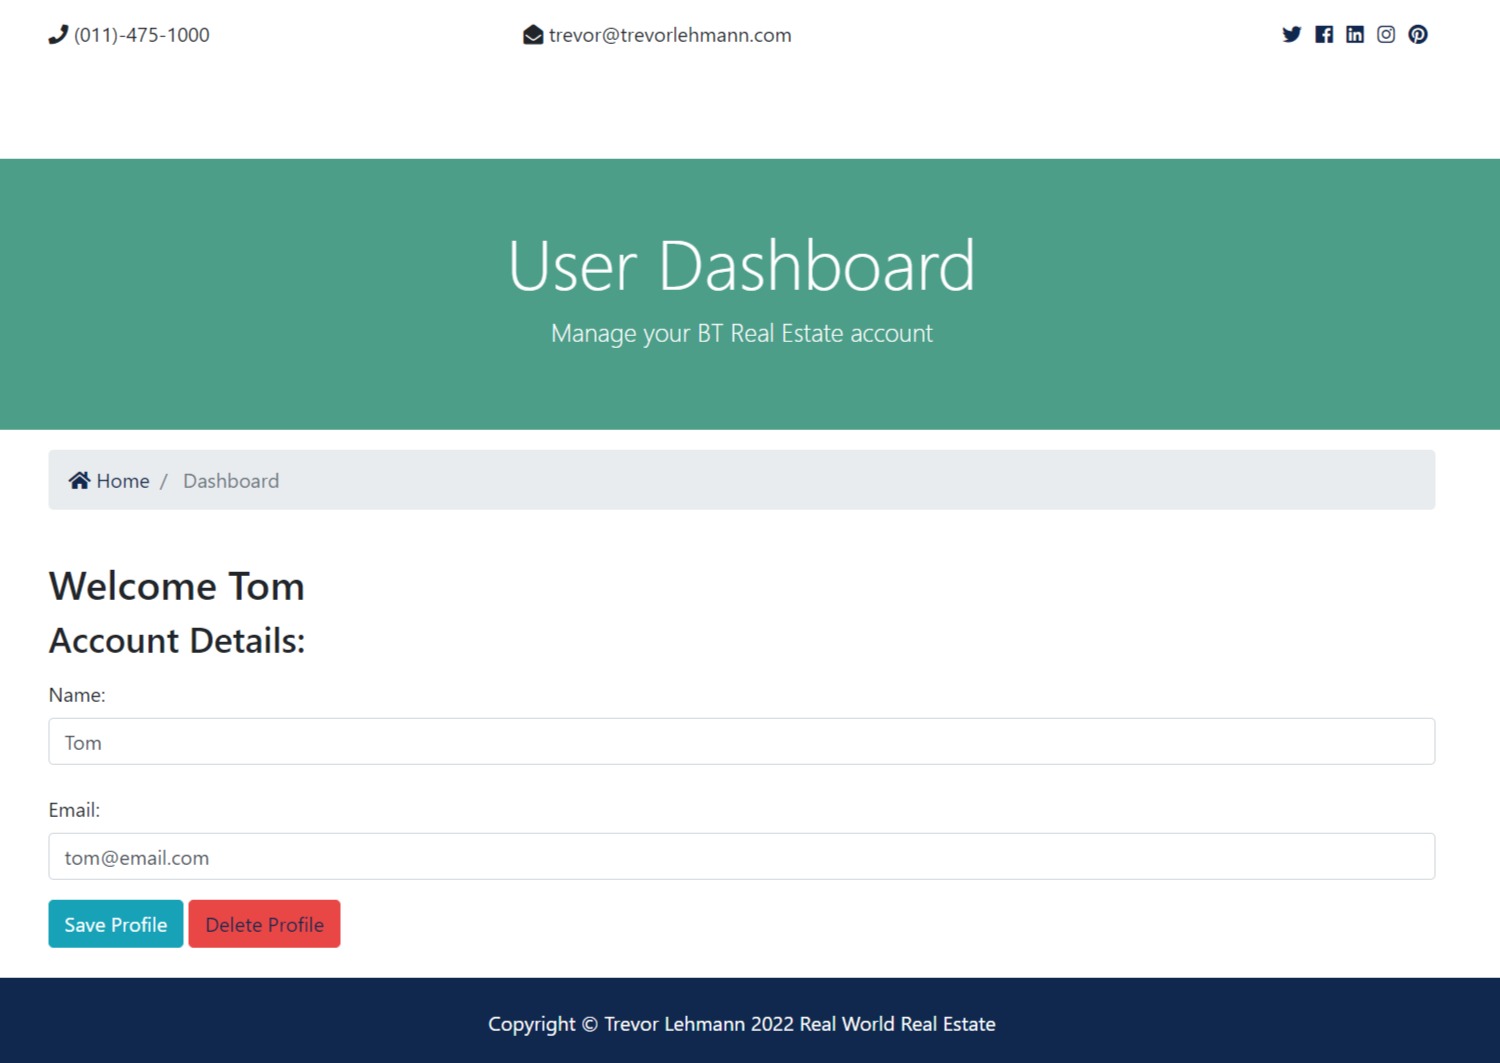 (011)-475-1000
trevor@trevorlehmann.com
User Dashboard
Manage your BT Real Estate account
Home / Dashboard
Welcome Tom
Account Details:
Name:
Tom
Email:
tom@email.com
Save Profile
Delete Profile
Copyright © Trevor Lehmann 2022 Real World Real Estate